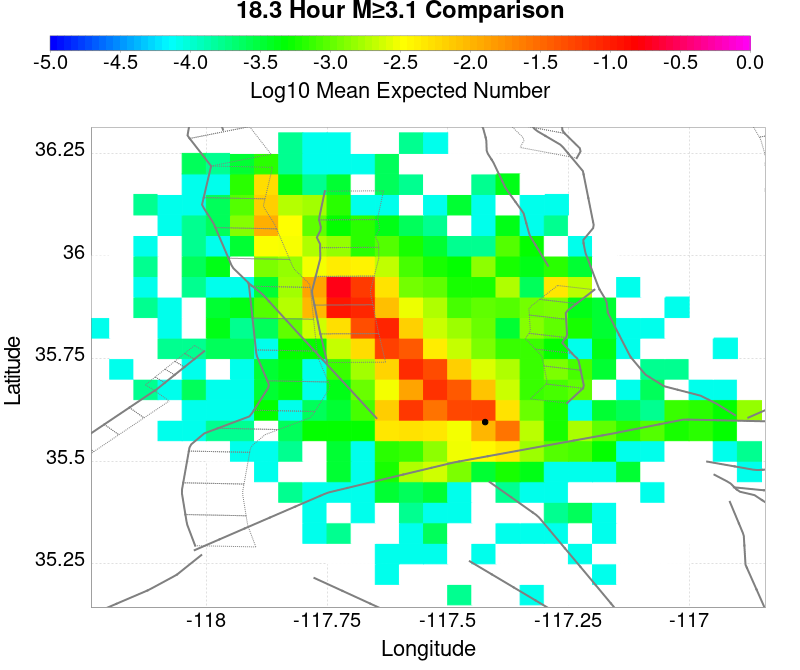 18.3 Hour M≥3.1 Comparison
-5.0 -4.5 -4.0 -3.5 -3.0 -2.5 -2.0 -1.5 -1.0 -0.5 0.0
Log10 Mean Expected Number
36.25
36
35.75
35.5
35.25
Latitude
-118 -117.75 -117.5 -117.25 -117
Longitude